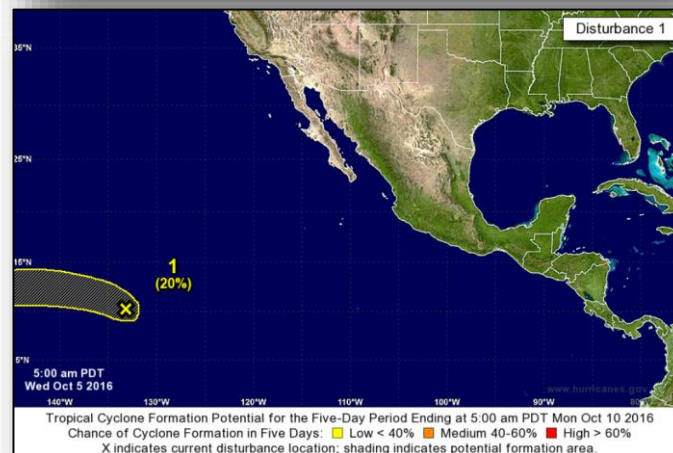 Disturbance 1
35°N
25°N
15°N
1
(20%)
5:00 am PDT
Wed Oct 5 2016
5°N
www.hurricanes.gov
140°W 130°W 120°W 110°W 100°W 90°W 80°
Tropical Cyclone Formation Potential for the Five-Day Period Ending at 5:00 am PDT Mon Oct 10 2016
Chance of Cyclone Formation in Five Days: Low < 40% Medium 40-60% High > 60%
X indicates current disturbance location; shading indicates potential formation area.